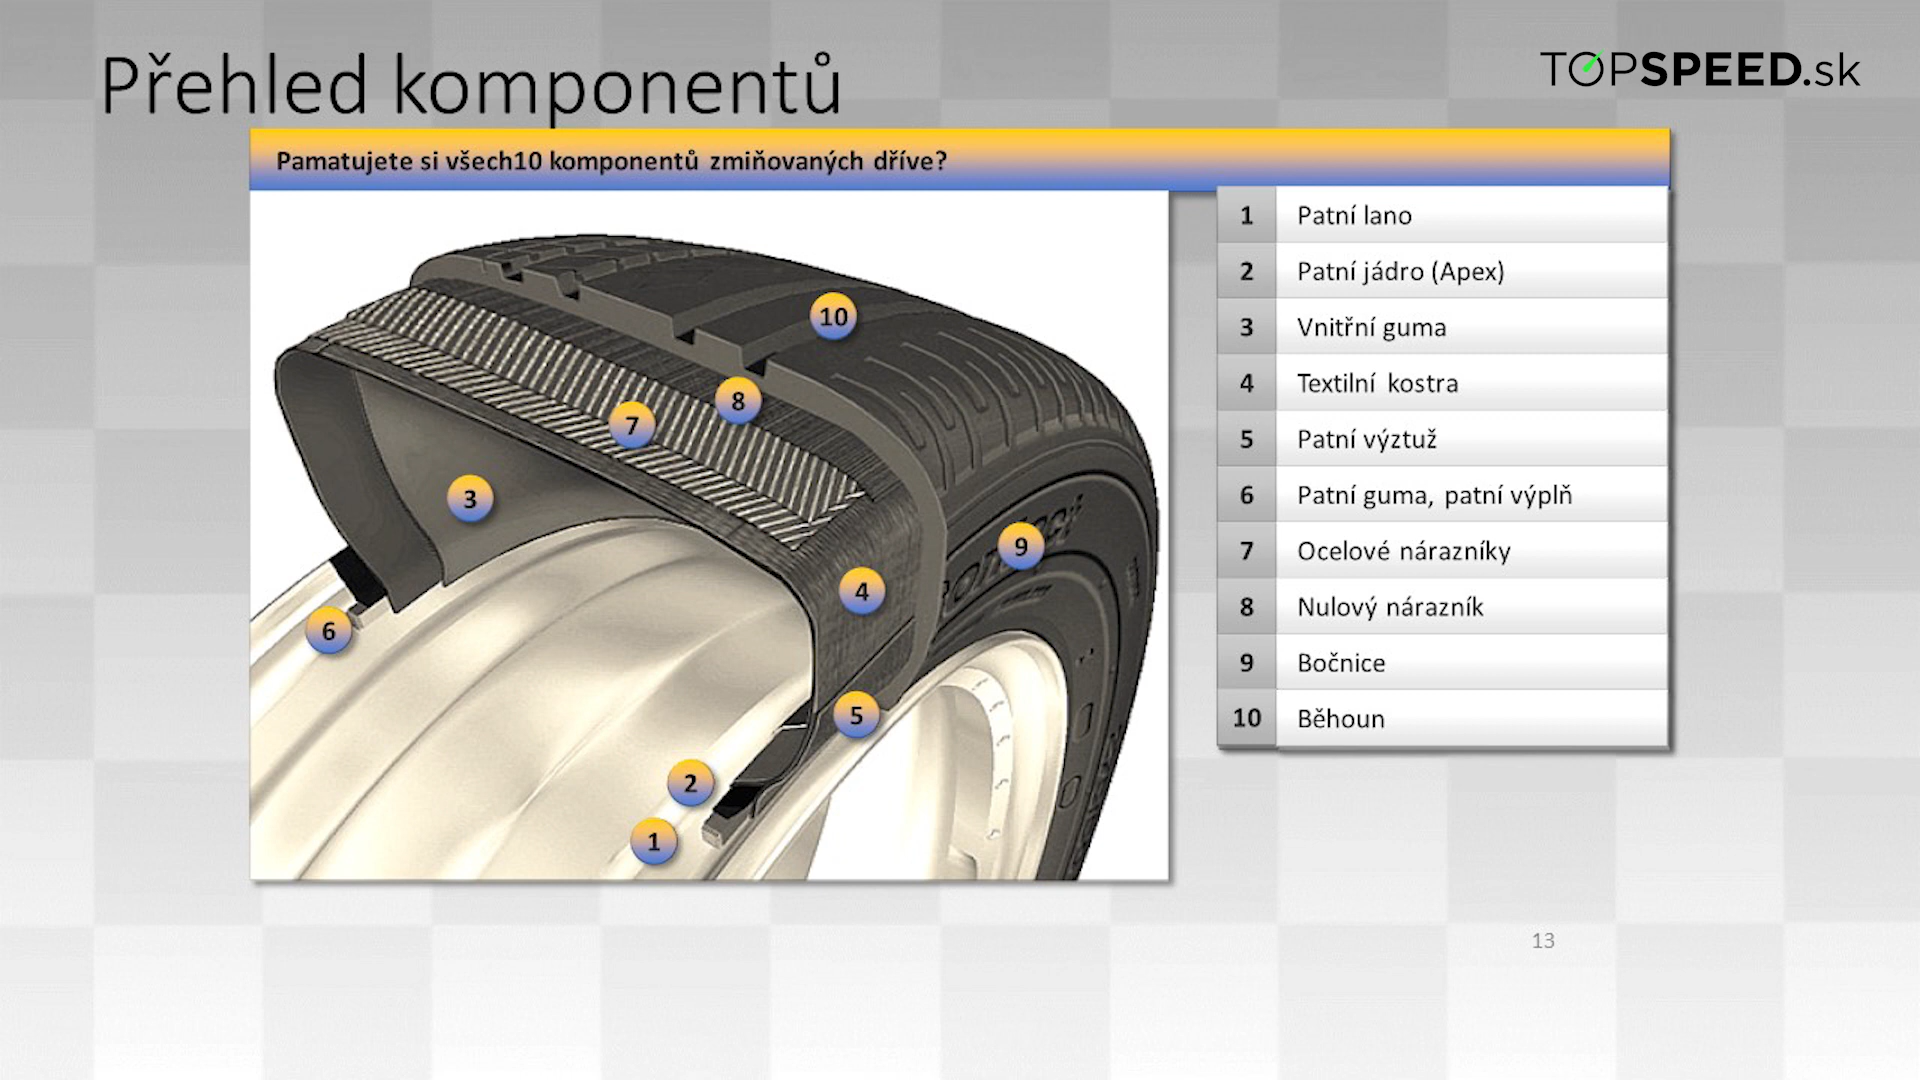 Přehled komponentů
TOPSPEED.sk
Pamatujete si všech10 komponentů zmiňovaných dříve?
1 Patní lano
2 Patní jádro (Apex)
3 Vnitřní guma
4 Textilní kostra
5 Patní výztuž
6 Patní guma, patní výplň
7 Ocelové nárazníky
8 Nulový nárazník
9 Bočnice
10 Běhoun
10
8
7
3
9
4
6
5
2
1
13